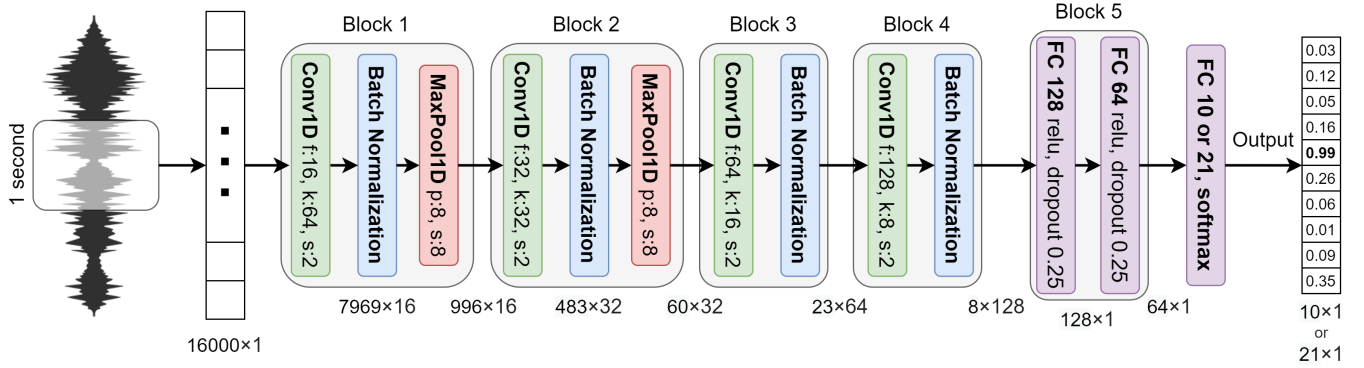 1 second
16000×1
Block 1
Conv1D f:16, k:64, s:2
Batch Normalization
MaxPool1D p:8, s:8
7969×16
996×16
Block 2
Conv1D f:32, k:32, s:2
Batch Normalization
MaxPool1D p:8, s:8
483×32
60×32
Block 3
Conv1D f:64, k:16, s:2
Batch Normalization
23×64
Block 4
Conv1D f:128, k:8, s:2
Batch Normalization
8×128
Block 5
FC 128 relu, dropout 0.25
FC 64 relu, dropout 0.25
128×1
64×1
FC 10 or 21, softmax
Output
0.03
0.12
0.05
0.16
0.99
0.26
0.06
0.01
0.09
0.35
10×1
or
21×1